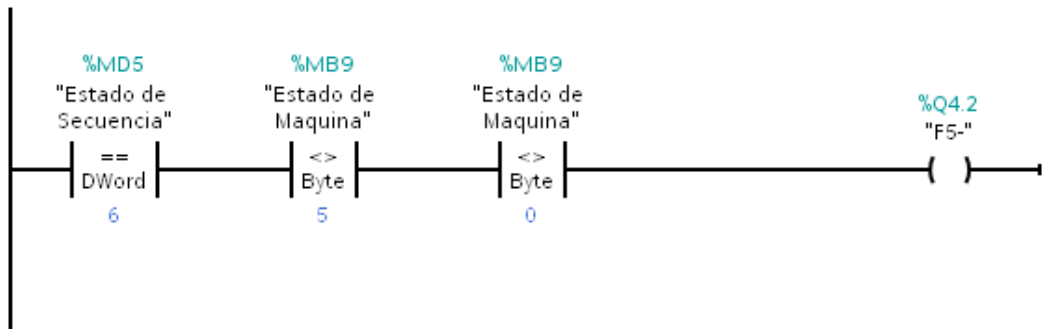 %MD5 %MB9 %MB9
"Estado de "Estado de "Estado de
Secuencia" Maquina" Maquina"
%Q4.2
"F5-"
== <> <>
DWord Byte Byte
6 5 0